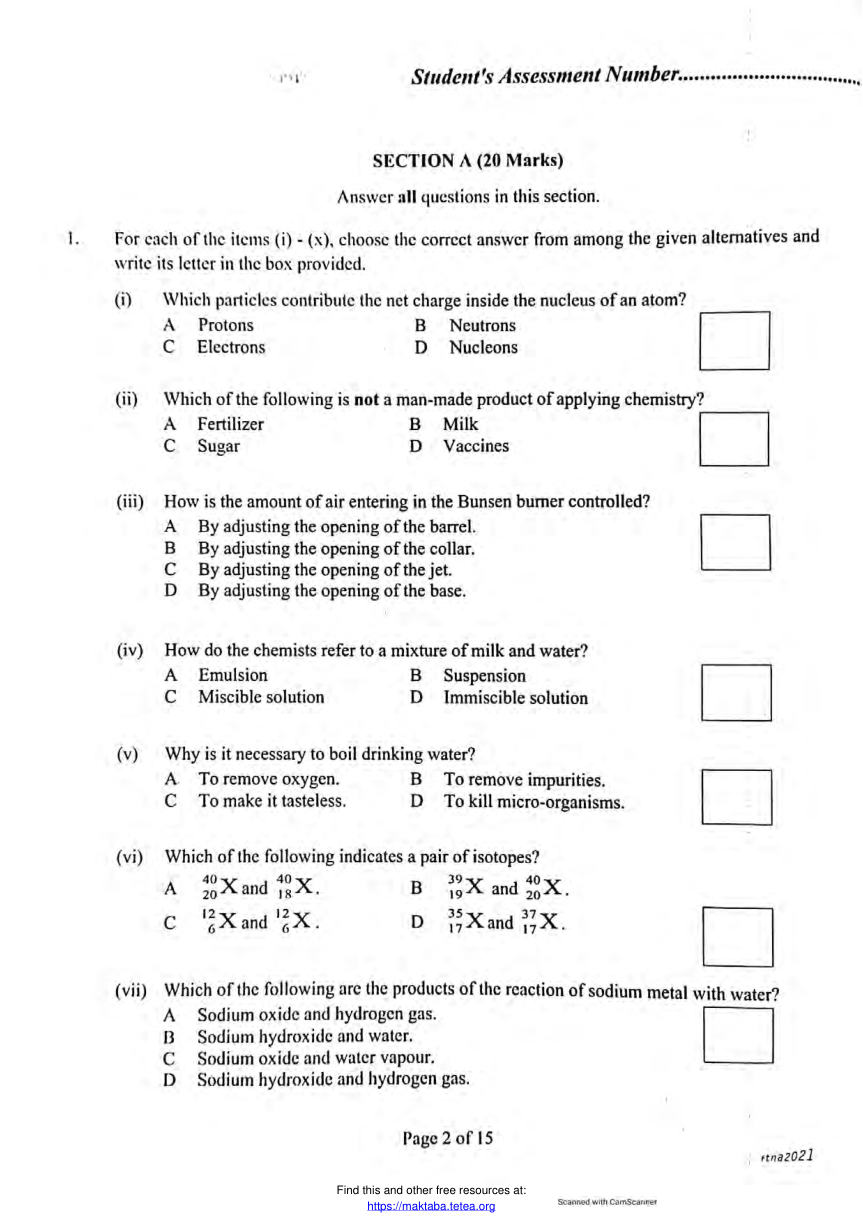 Student's Assessment Number..................................
SECTION A (20 Marks)
Answer all questions in this section.
1. For each of the items (i) - (x), choose the correct answer from among the given alternatives and
write its letter in the box provided.
(i) Which particles contribute the net charge inside the nucleus of an atom?
A Protons B Neutrons
C Electrons D Nucleons
(ii) Which of the following is not a man-made product of applying chemistry?
A Fertilizer B Milk
C Sugar D Vaccines
(iii) How is the amount of air entering in the Bunsen burner controlled?
A By adjusting the opening of the barrel.
B By adjusting the opening of the collar.
C By adjusting the opening of the jet.
D By adjusting the opening of the base.
(iv) How do the chemists refer to a mixture of milk and water?
A Emulsion B Suspension
C Miscible solution D Immiscible solution
(v) Why is it necessary to boil drinking water?
A To remove oxygen. B To remove impurities.
C To make it tasteless. D To kill micro-organisms.
(vi) Which of the following indicates a pair of isotopes?
A ⁴⁰₂₀X and ⁴⁰₁₈X. B ³⁹₁₉X and ⁴⁰₂₀X.
C ¹²₆X and ¹²₆X. D ³⁵₁₇X and ³⁷₁₇X.
(vii) Which of the following are the products of the reaction of sodium metal with water?
A Sodium oxide and hydrogen gas.
B Sodium hydroxide and water.
C Sodium oxide and water vapour.
D Sodium hydroxide and hydrogen gas.
Page 2 of 15
ftna2021
Find this and other free resources at:
https://maktaba.tetea.org
Scanned with CamScanner